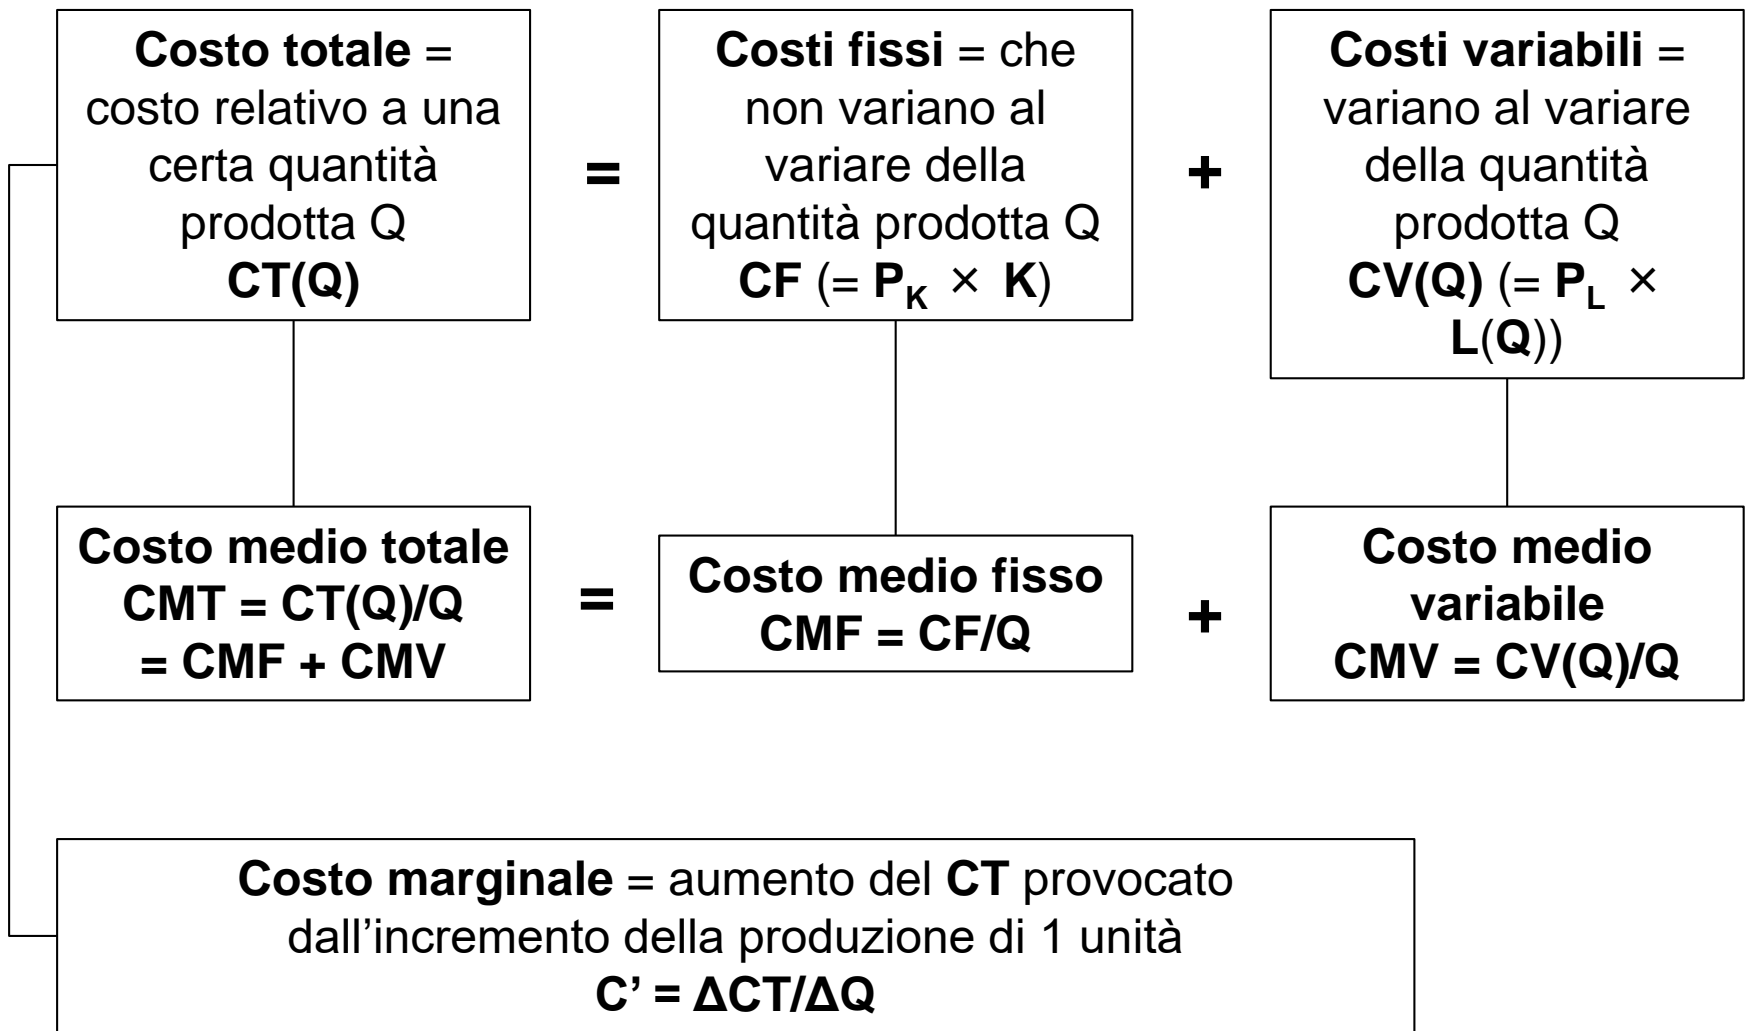 Costo totale =
costo relativo a una
certa quantità
prodotta Q
CT(Q)
=
Costi fissi = che
non variano al
variare della
quantità prodotta Q
CF (= P_K × K)
+
Costi variabili =
variano al variare
della quantità
prodotta Q
CV(Q) (= P_L ×
L(Q))
Costo medio totale
CMT = CT(Q)/Q
= CMF + CMV
=
Costo medio fisso
CMF = CF/Q
+
Costo medio
variabile
CMV = CV(Q)/Q
Costo marginale = aumento del CT provocato
dall’incremento della produzione di 1 unità
C’ = ΔCT/ΔQ